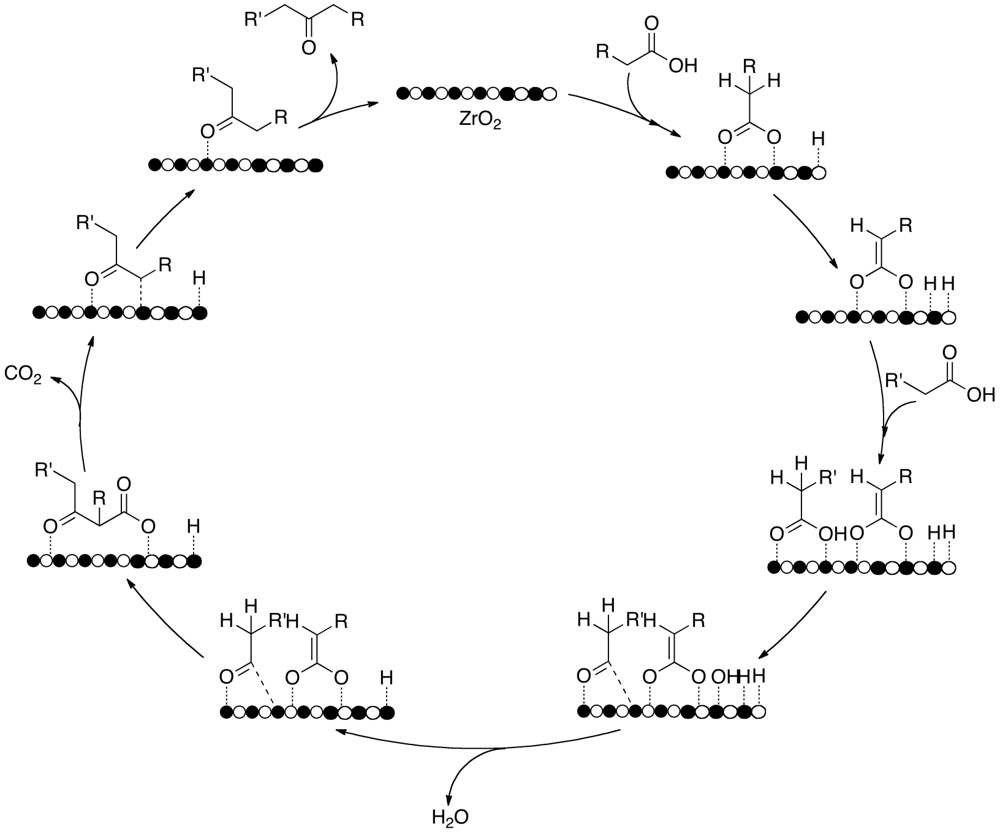 R' R
O
O
R
OH
R'
R
O
ZrO₂
R
H H
O O H
H R
O O H H
R'
R
O H
O
R'
OH
CO₂
R'
O
R
O O H
H
H R' H R
O OH O O H H
H
H R'H R
O O O H
H
H R'H R
O O O OH H H
H₂O